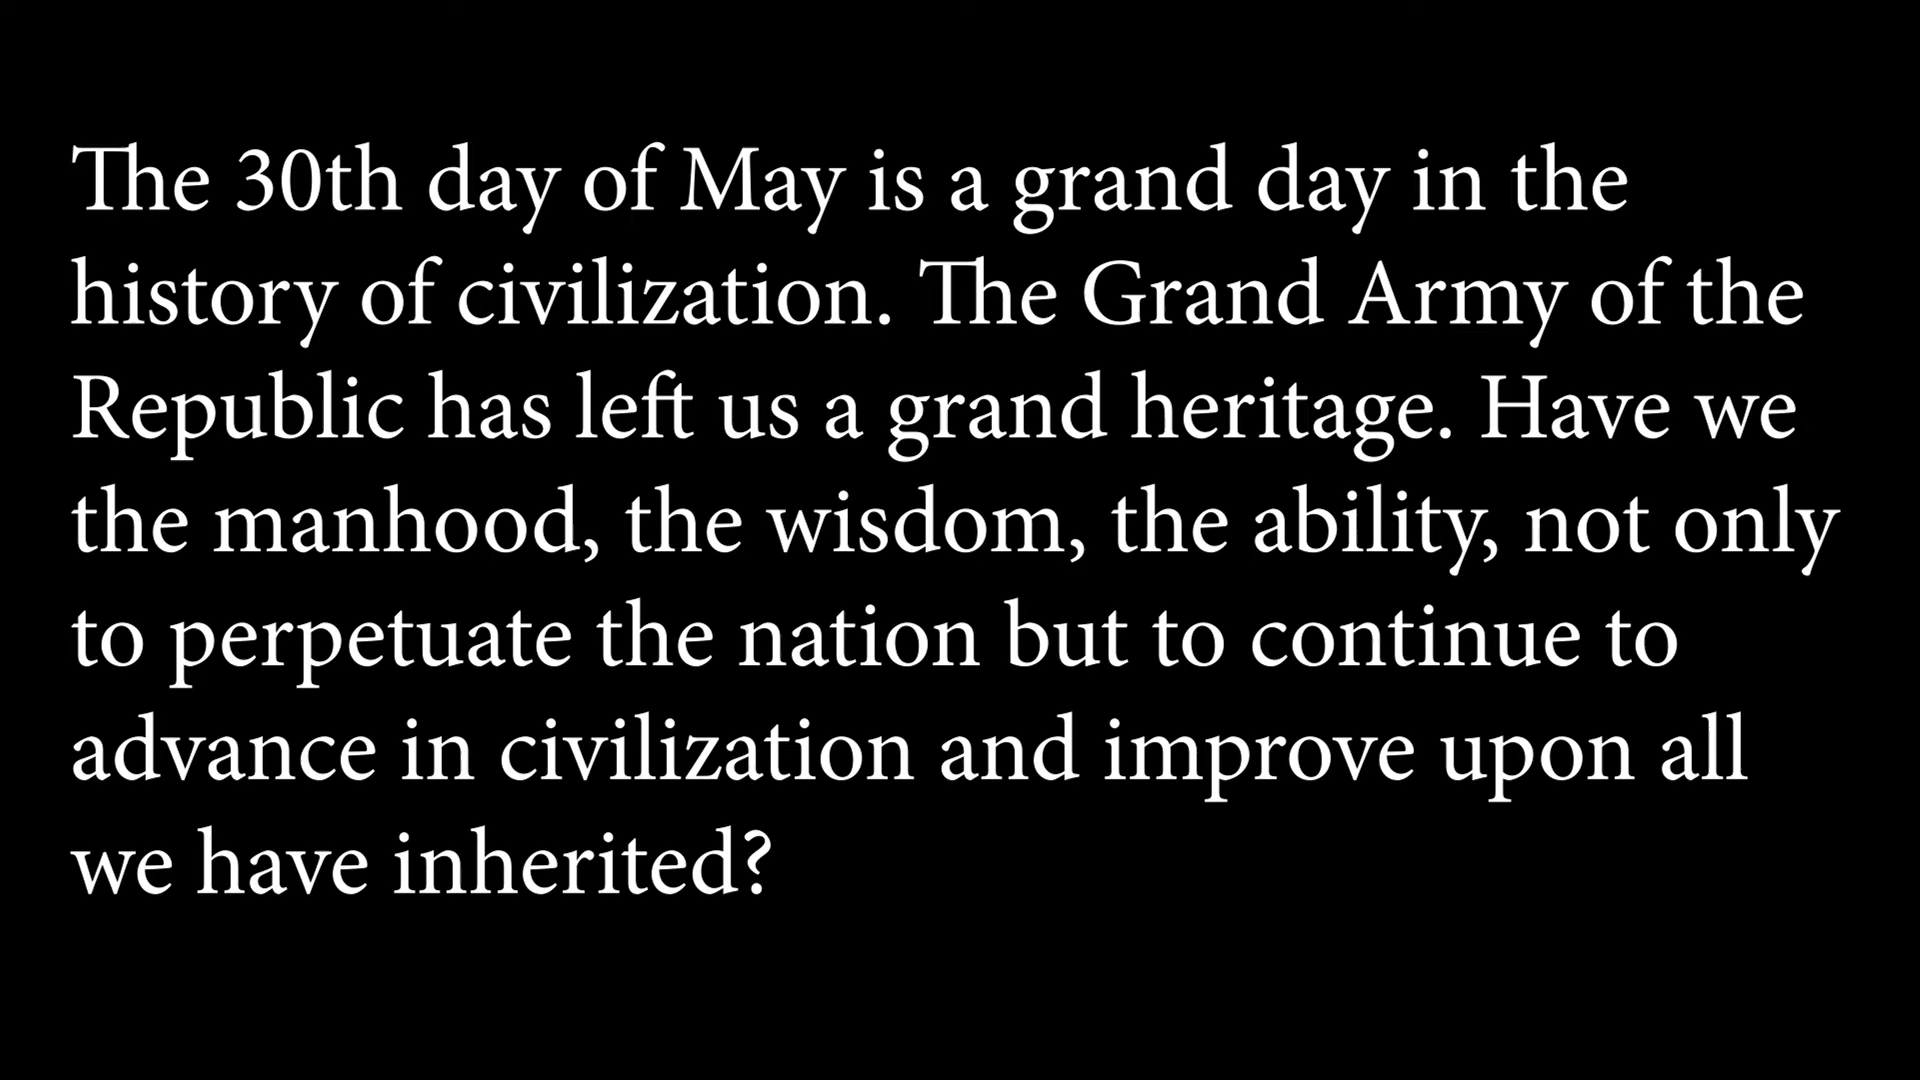 The 30th day of May is a grand day in the
history of civilization. The Grand Army of the
Republic has left us a grand heritage. Have we
the manhood, the wisdom, the ability, not only
to perpetuate the nation but to continue to
advance in civilization and improve upon all
we have inherited?